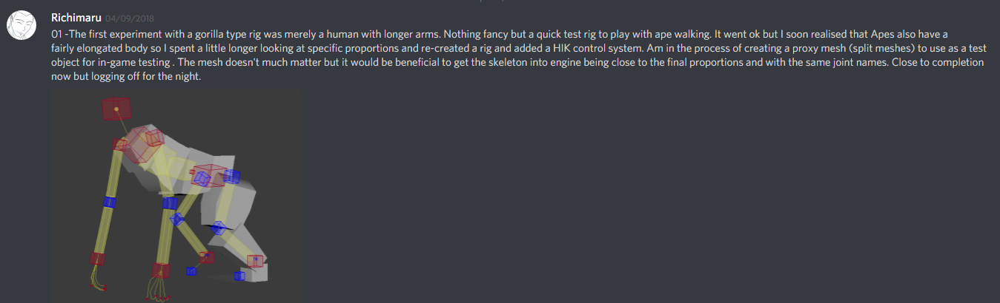 Richimaru 04/09/2018
01 -The first experiment with a gorilla type rig was merely a human with longer arms. Nothing fancy but a quick test rig to play with ape walking. It went ok but I soon realised that Apes also have a
fairly elongated body so I spent a little longer looking at specific proportions and re-created a rig and added a HIK control system. Am in the process of creating a proxy mesh (split meshes) to use as a test
object for in-game testing . The mesh doesn't much matter but it would be beneficial to get the skeleton into engine being close to the final proportions and with the same joint names. Close to completion
now but logging off for the night.